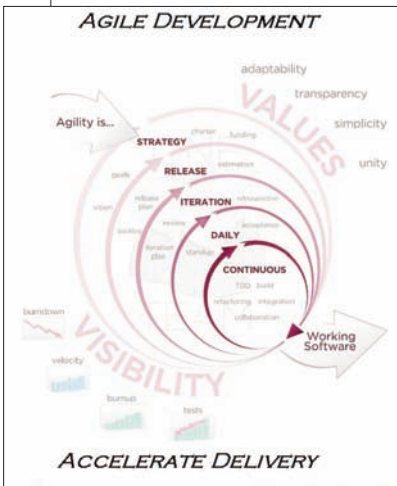 AGILE DEVELOPMENT
adaptability
transparency
simplicity
unity
VALUES
Agility is...
STRATEGY
charter
funding
RELEASE
estimation
goals
vision
release
plan
ITERATION
retrospective
backlog
review
acceptance
DAILY
iteration
plan
standup
CONTINUOUS
TDD build
refactoring integration
collaboration
burndown
Working
Software
VISIBILITY
velocity
burnup
tests
ACCELERATE DELIVERY